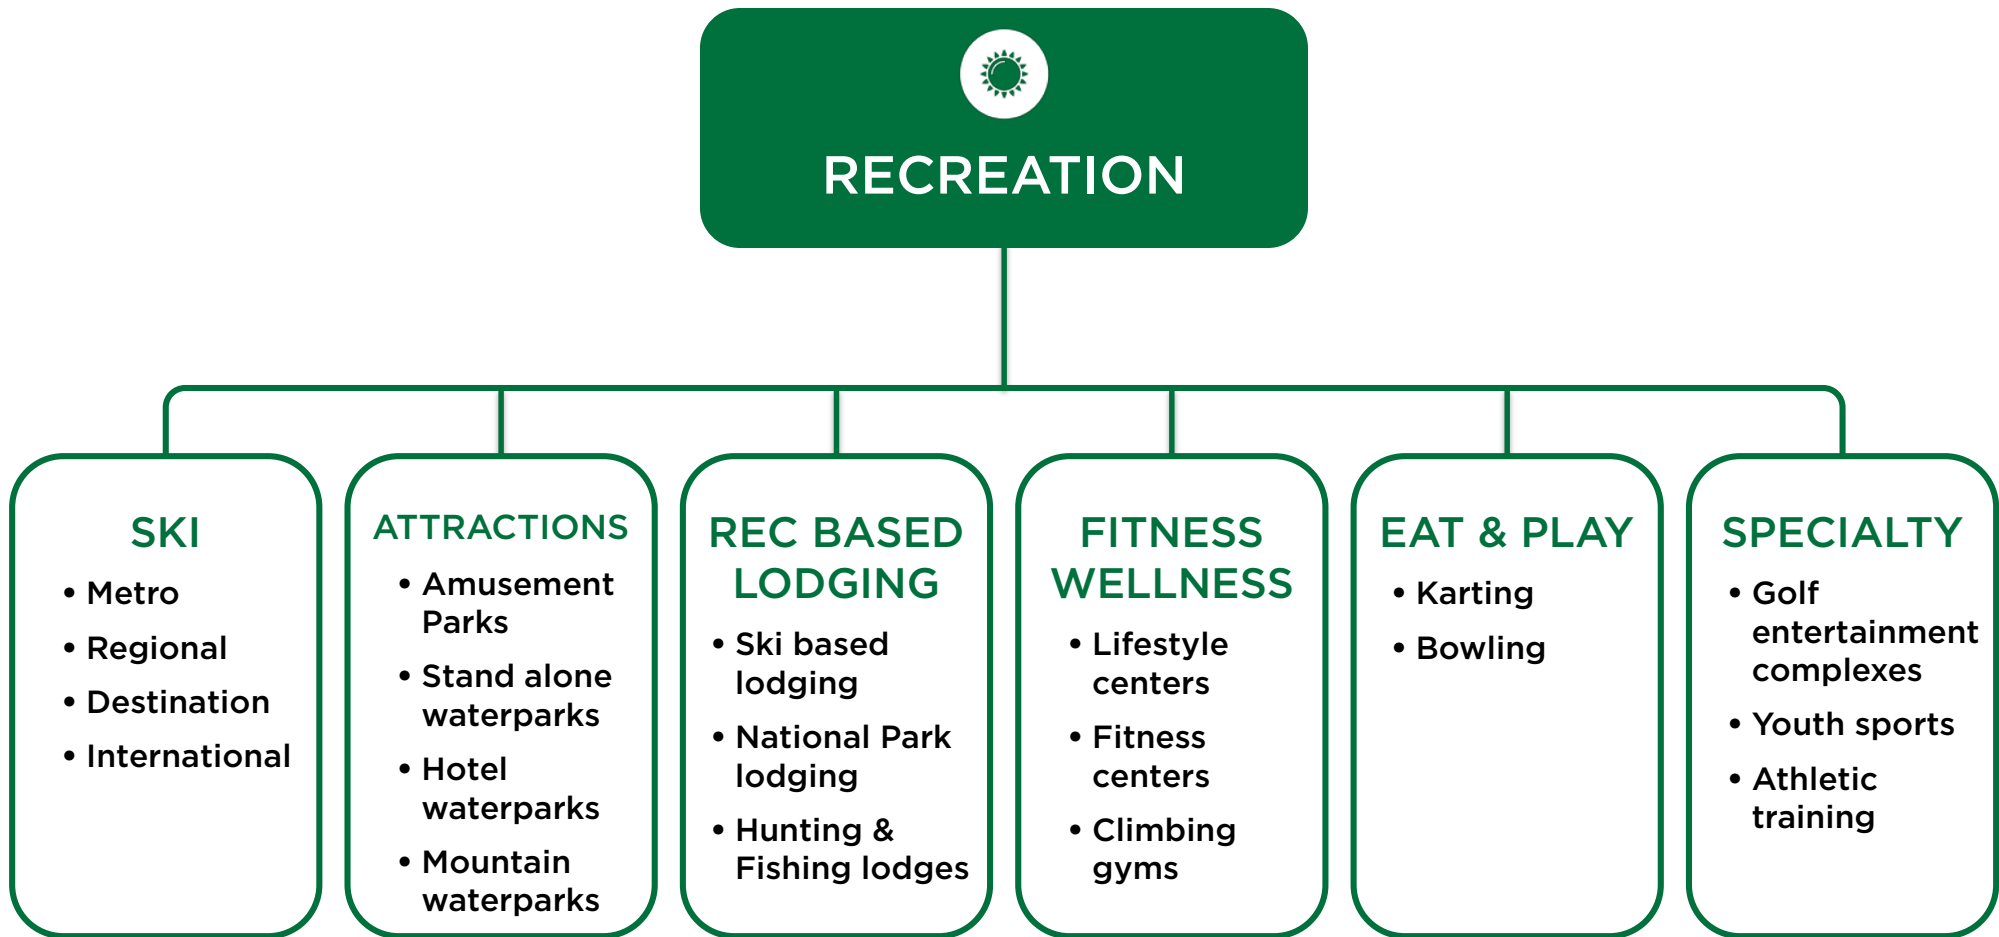 RECREATION
SKI
• Metro
• Regional
• Destination
• International
ATTRACTIONS
• Amusement
Parks
• Stand alone
waterparks
• Hotel
waterparks
• Mountain
waterparks
REC BASED
LODGING
• Ski based
lodging
• National Park
lodging
• Hunting &
Fishing lodges
FITNESS
WELLNESS
• Lifestyle
centers
• Fitness
centers
• Climbing
gyms
EAT & PLAY
• Karting
• Bowling
SPECIALTY
• Golf
entertainment
complexes
• Youth sports
• Athletic
training